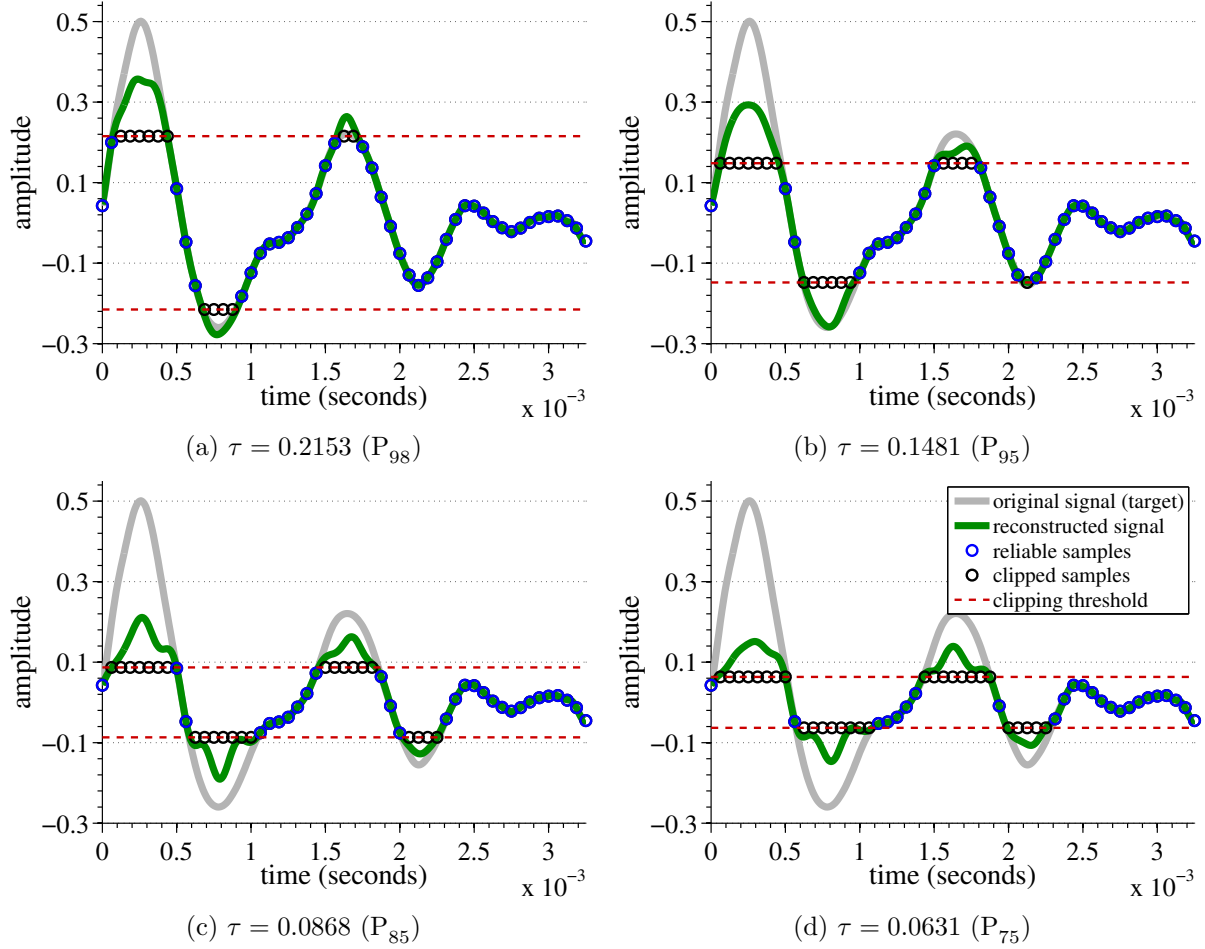 0.5
0.3
0.1
−0.1
−0.3
amplitude
0 0.5 1 1.5 2 2.5 3
time (seconds)
x 10−3
(a) τ = 0.2153 (P98)
0.5
0.3
0.1
−0.1
−0.3
amplitude
0 0.5 1 1.5 2 2.5 3
time (seconds)
x 10−3
(b) τ = 0.1481 (P95)
0.5
0.3
0.1
−0.1
−0.3
amplitude
0 0.5 1 1.5 2 2.5 3
time (seconds)
x 10−3
(c) τ = 0.0868 (P85)
0.5
0.3
0.1
−0.1
−0.3
amplitude
original signal (target)
reconstructed signal
reliable samples
clipped samples
clipping threshold
0 0.5 1 1.5 2 2.5 3
time (seconds)
x 10−3
(d) τ = 0.0631 (P75)